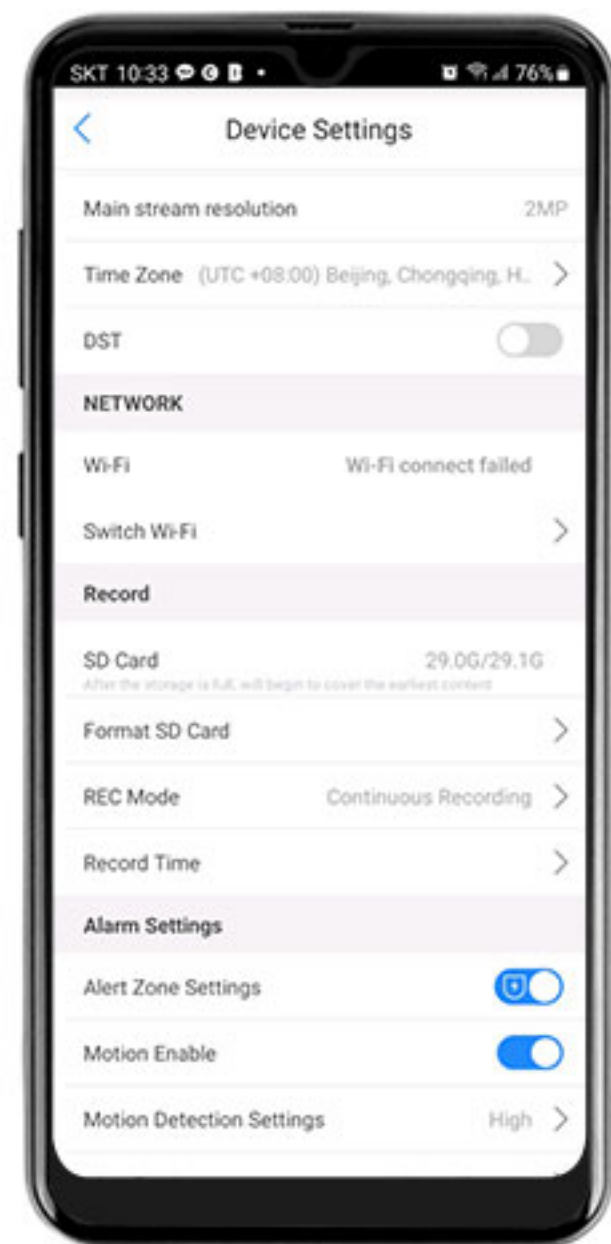 SKT 10:33
76%
Device Settings
Main stream resolution 2MP
Time Zone (UTC +08:00) Beijing, Chongqing, H..
DST
NETWORK
Wi-Fi Wi-Fi connect failed
Switch Wi-Fi
Record
SD Card 29.0G/29.1G
After the storage is full, will begin to cover the earliest content
Format SD Card
REC Mode Continuous Recording
Record Time
Alarm Settings
Alert Zone Settings
Motion Enable
Motion Detection Settings High